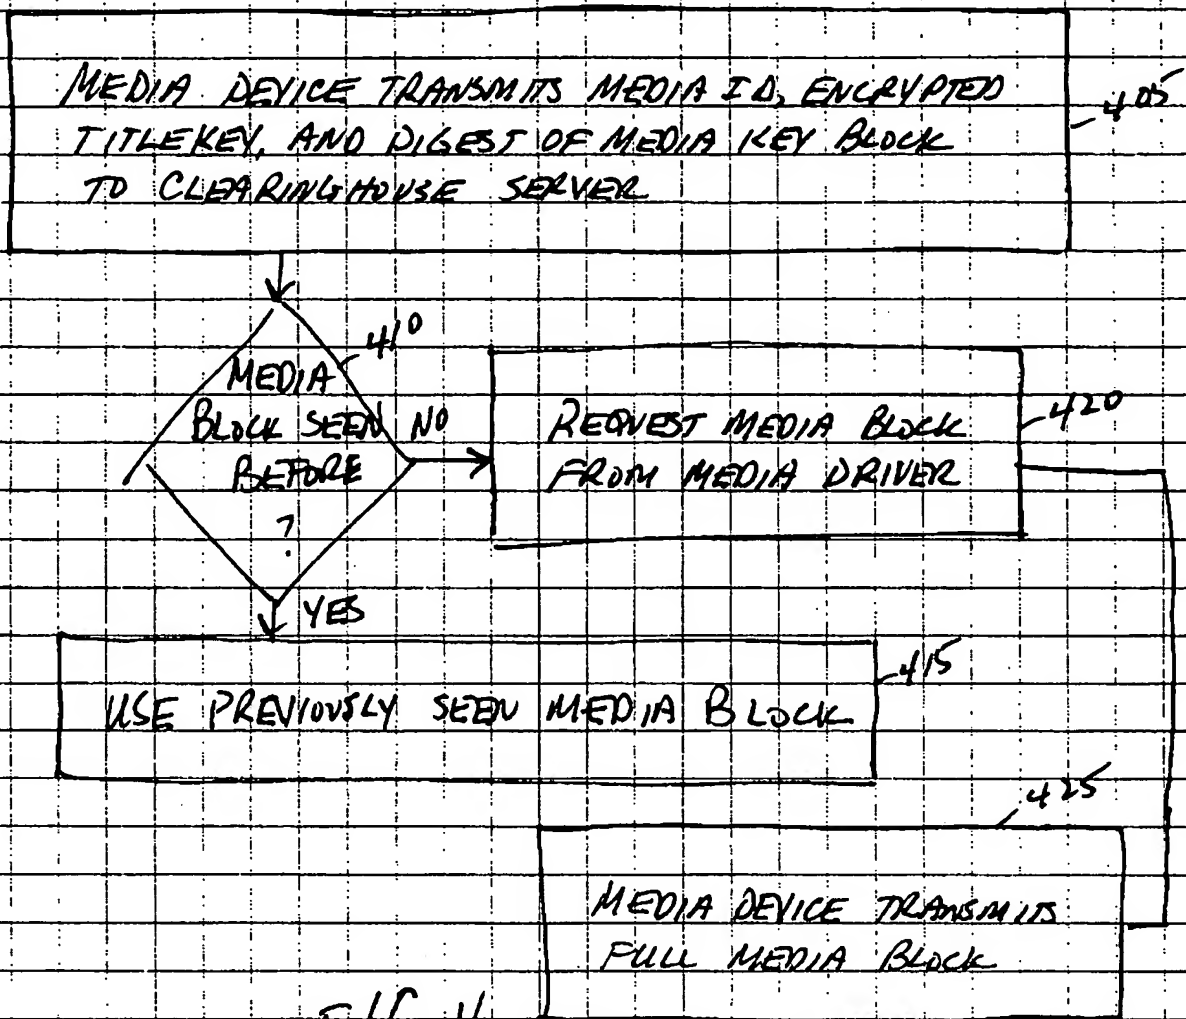 MEDIA DEVICE TRANSMITS MEDIA ID, ENCRYPTED
TITLEKEY, AND DIGEST OF MEDIA KEY BLOCK
TO CLEARINGHOUSE SERVER
405
410
MEDIA
BLOCK SEEN
BEFORE
?
NO
REQUEST MEDIA BLOCK
FROM MEDIA DRIVER
420
YES
USE PREVIOUSLY SEEN MEDIA BLOCK
415
425
MEDIA DEVICE TRANSMITS
FULL MEDIA BLOCK